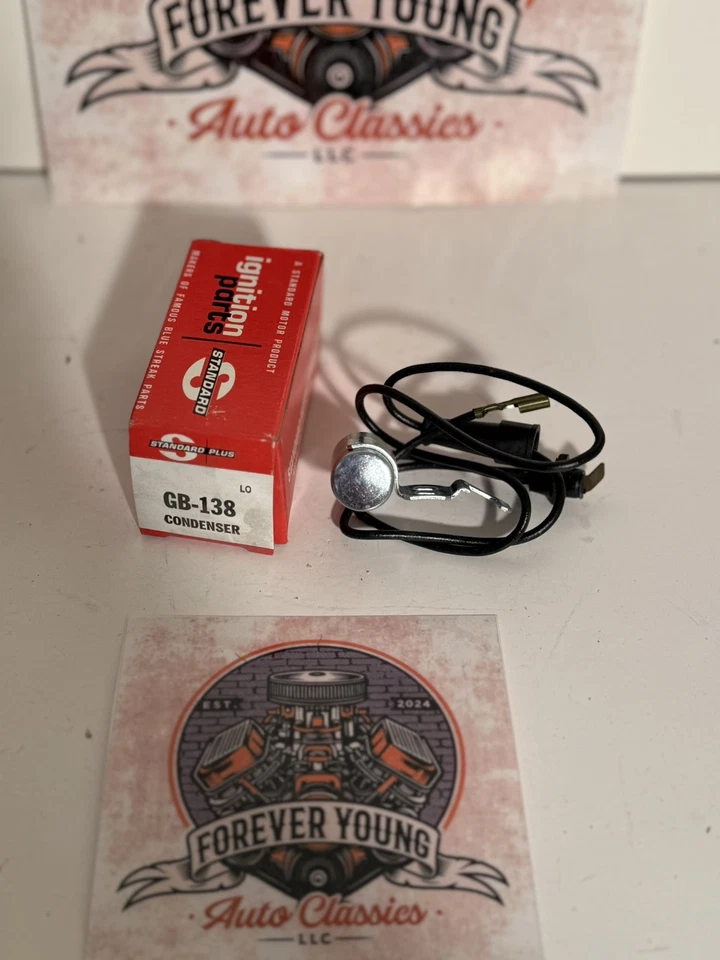 FOREVER YOUNG
· Auto Classics ·
LLC
A STANDARD MOTOR PRODUCT
ignition
parts
S
STANDARD
MAKERS OF FAMOUS BLUE STREAK PARTS
S
STANDARD PLUS
LO
GB-138
CONDENSER
EST. 2024
FOREVER YOUNG
· Auto Classics ·
LLC